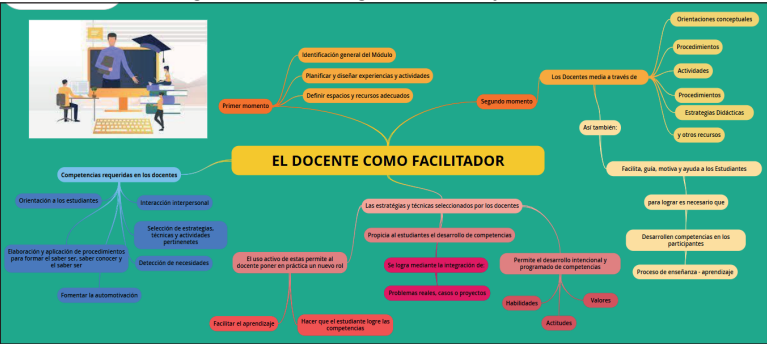 Orientaciones conceptuales
Procedimientos
Actividades
Procedimientos
Estrategias Didácticas
y otros recursos
Los Docentes media a través de
Segundo momento
Identificación general del Módulo
Planificar y diseñar experiencias y actividades
Definir espacios y recursos adecuados
Primer momento
Así también:
Facilita, guía, motiva y ayuda a los Estudiantes
para lograr es necesario que
Desarrollen competencias en los
participantes
Proceso de enseñanza - aprendizaje
EL DOCENTE COMO FACILITADOR
Competencias requeridas en los docentes
Orientación a los estudiantes
Interacción interpersonal
Selección de estrategias,
técnicas y actividades
pertinenetes
Elaboración y aplicación de procedimientos
para formar el saber ser, saber conocer y
el saber ser
Detección de necesidades
Fomentar la automotivación
Las estratégias y técnicas seleccionados por los docentes
Propicia al estudiantes el desarrollo de competencias
Se logra mediante la integración de
Problemas reales, casos o proyectos
El uso activo de estas permite al
docente poner en práctica un nuevo rol
Facilitar el aprendizaje
Hacer que el estudiante logre las
competencias
Permite el desarrollo intencional y
programado de competencias
Habilidades
Valores
Actitudes